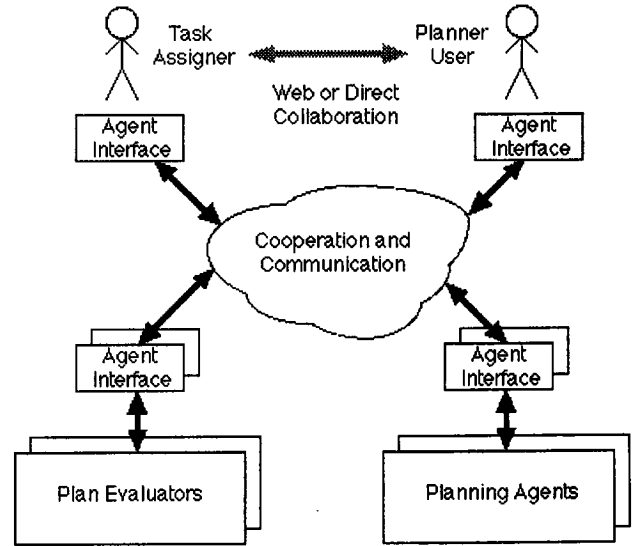 Task
Assigner
Planner
User
Web or Direct
Collaboration
Agent
Interface
Agent
Interface
Cooperation and
Communication
Agent
Interface
Agent
Interface
Plan Evaluators
Planning Agents